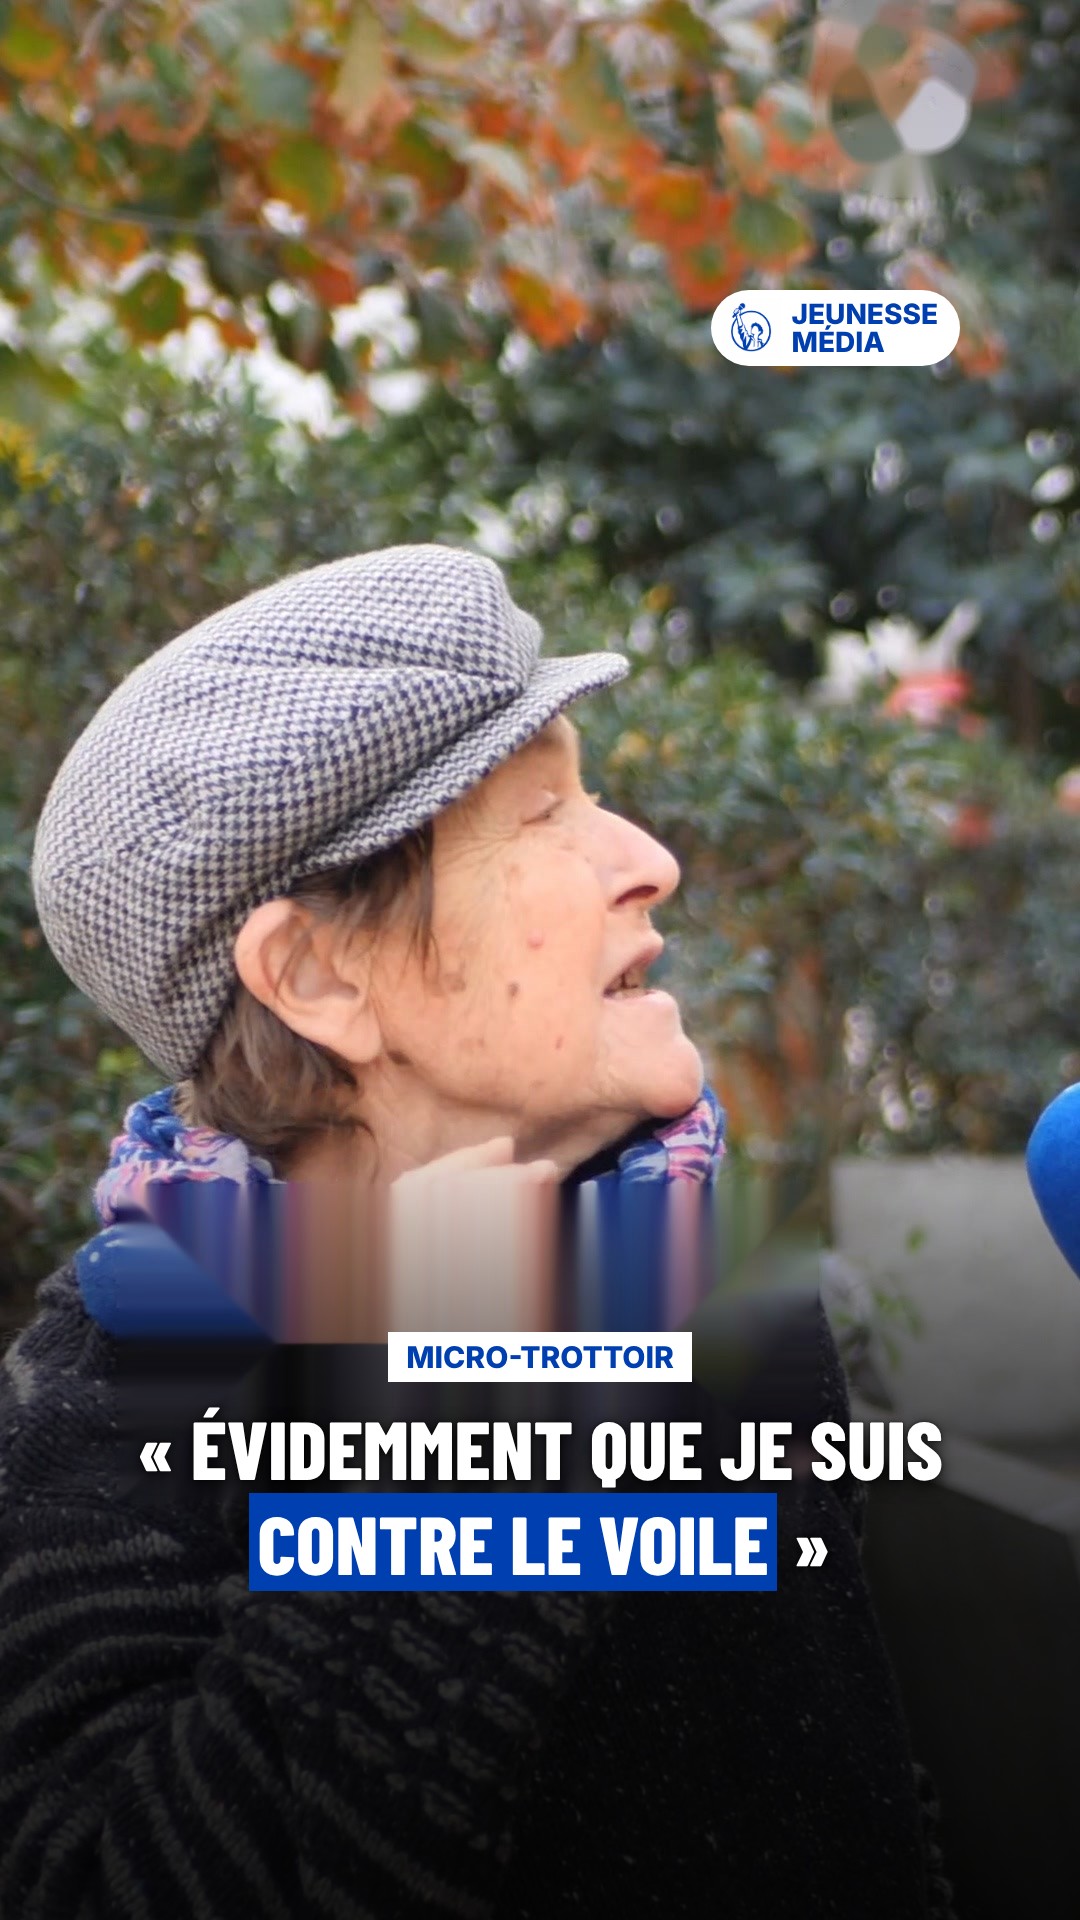 JEUNESSE
MÉDIA
MICRO-TROTTOIR
« ÉVIDEMMENT QUE JE SUIS
CONTRE LE VOILE »